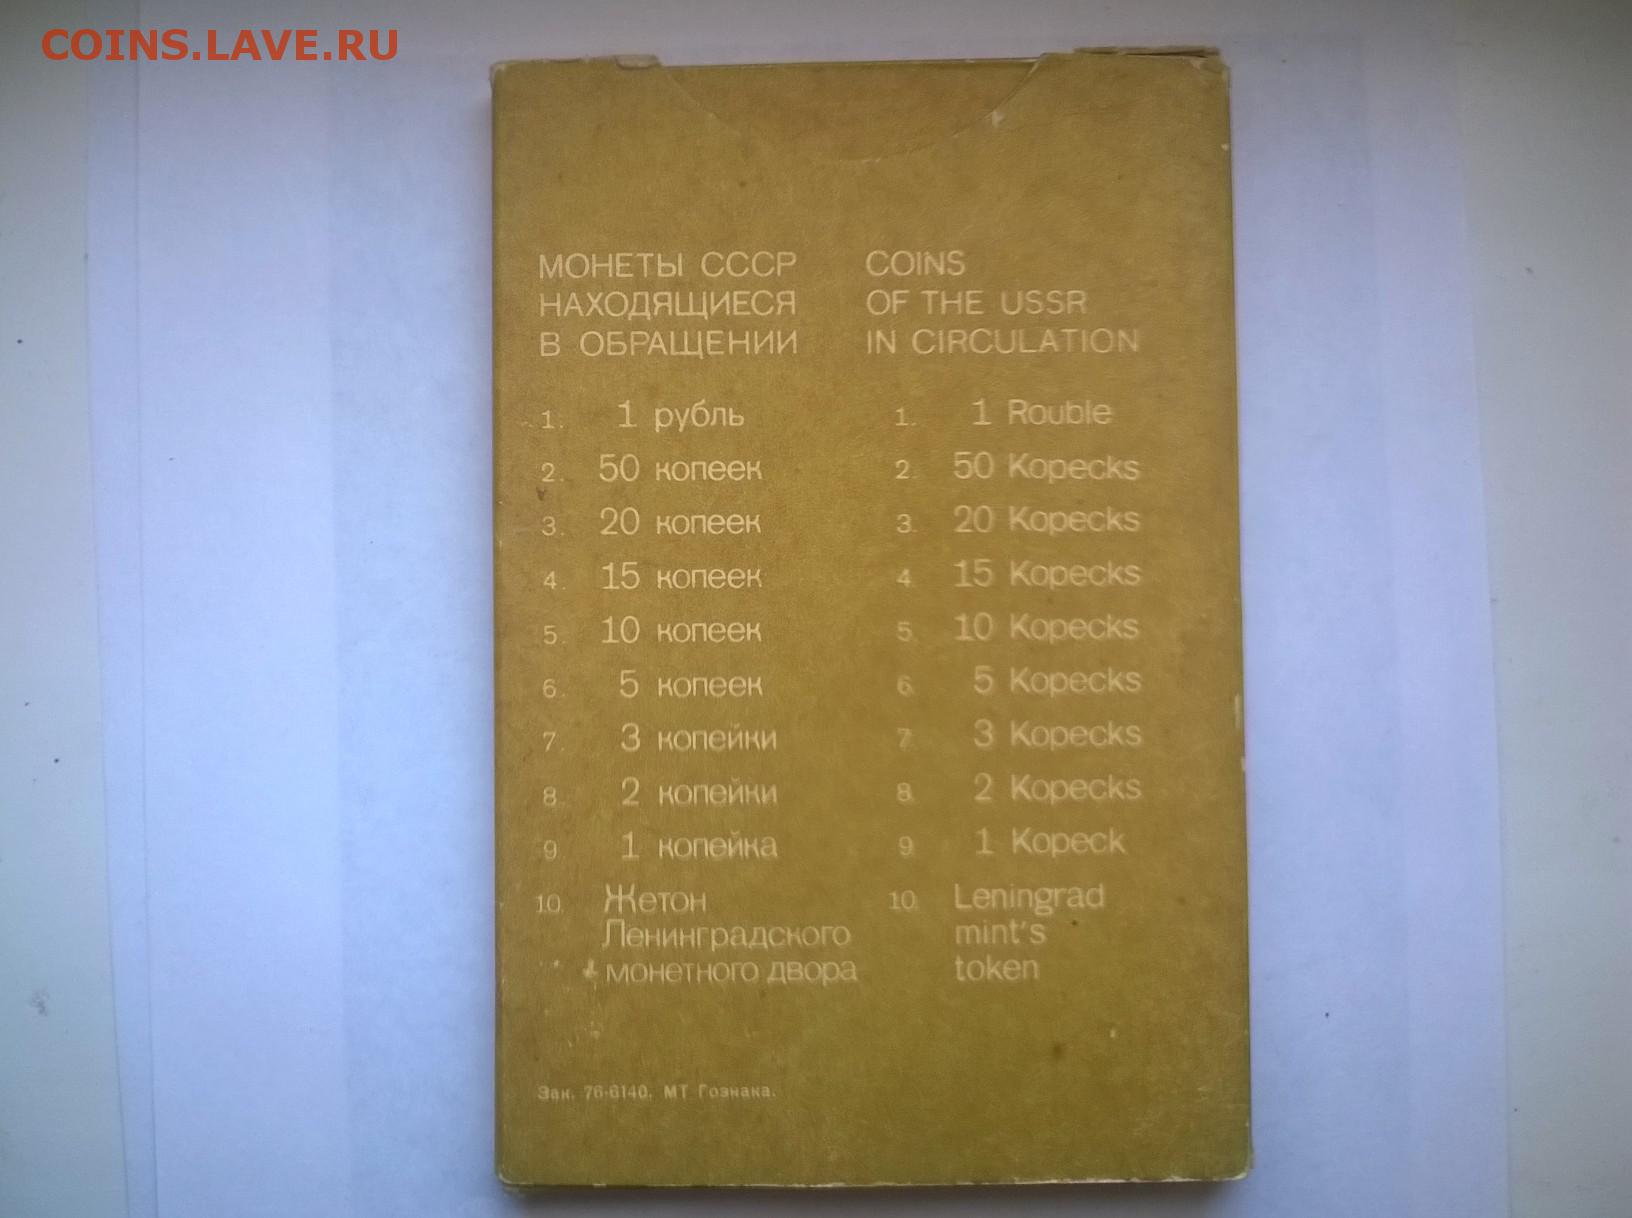 COINS.LAVE.RU
МОНЕТЫ СССР
НАХОДЯЩИЕСЯ
В ОБРАЩЕНИИ
1. 1 рубль
2. 50 копеек
3. 20 копеек
4. 15 копеек
5. 10 копеек
6. 5 копеек
7. 3 копейки
8. 2 копейки
9. 1 копейка
10. Жетон
Ленинградского
монетного двора
COINS
OF THE USSR
IN CIRCULATION
1. 1 Rouble
2. 50 Kopecks
3. 20 Kopecks
4. 15 Kopecks
5. 10 Kopecks
6. 5 Kopecks
7. 3 Kopecks
8. 2 Kopecks
9. 1 Kopeck
10. Leningrad
mint's
token
Зак. 76-6140. МТ Гознака.